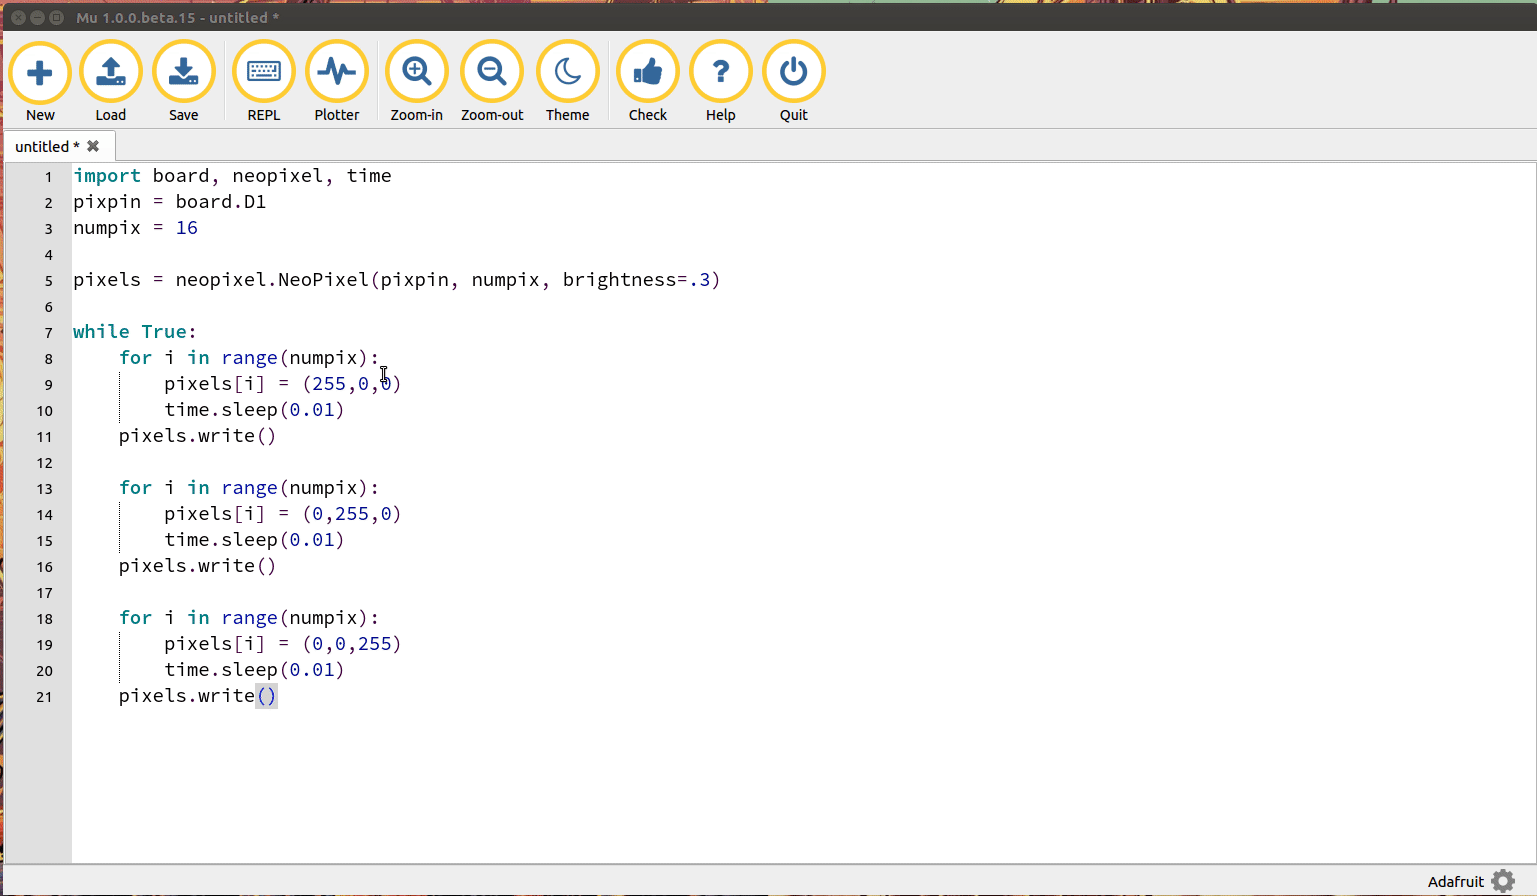 Mu 1.0.0.beta.15 - untitled *
New Load Save REPL Plotter Zoom-in Zoom-out Theme Check Help Quit
untitled *
1 import board, neopixel, time
2 pixpin = board.D1
3 numpix = 16
4
5 pixels = neopixel.NeoPixel(pixpin, numpix, brightness=.3)
6
7 while True:
8     for i in range(numpix):
9         pixels[i] = (255,0,0)
10         time.sleep(0.01)
11     pixels.write()
12
13     for i in range(numpix):
14         pixels[i] = (0,255,0)
15         time.sleep(0.01)
16     pixels.write()
17
18     for i in range(numpix):
19         pixels[i] = (0,0,255)
20         time.sleep(0.01)
21     pixels.write()
Adafruit